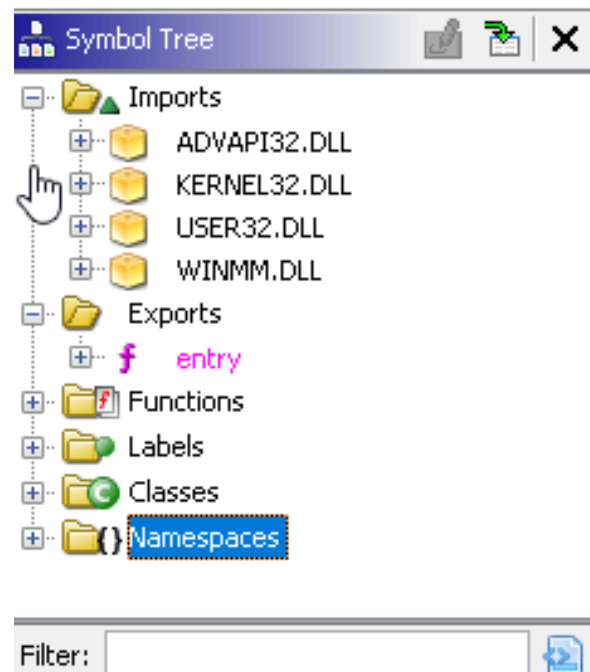 Symbol Tree
Imports
ADVAPI32.DLL
KERNEL32.DLL
USER32.DLL
WINMM.DLL
Exports
f entry
Functions
Labels
Classes
{} Namespaces
Filter: